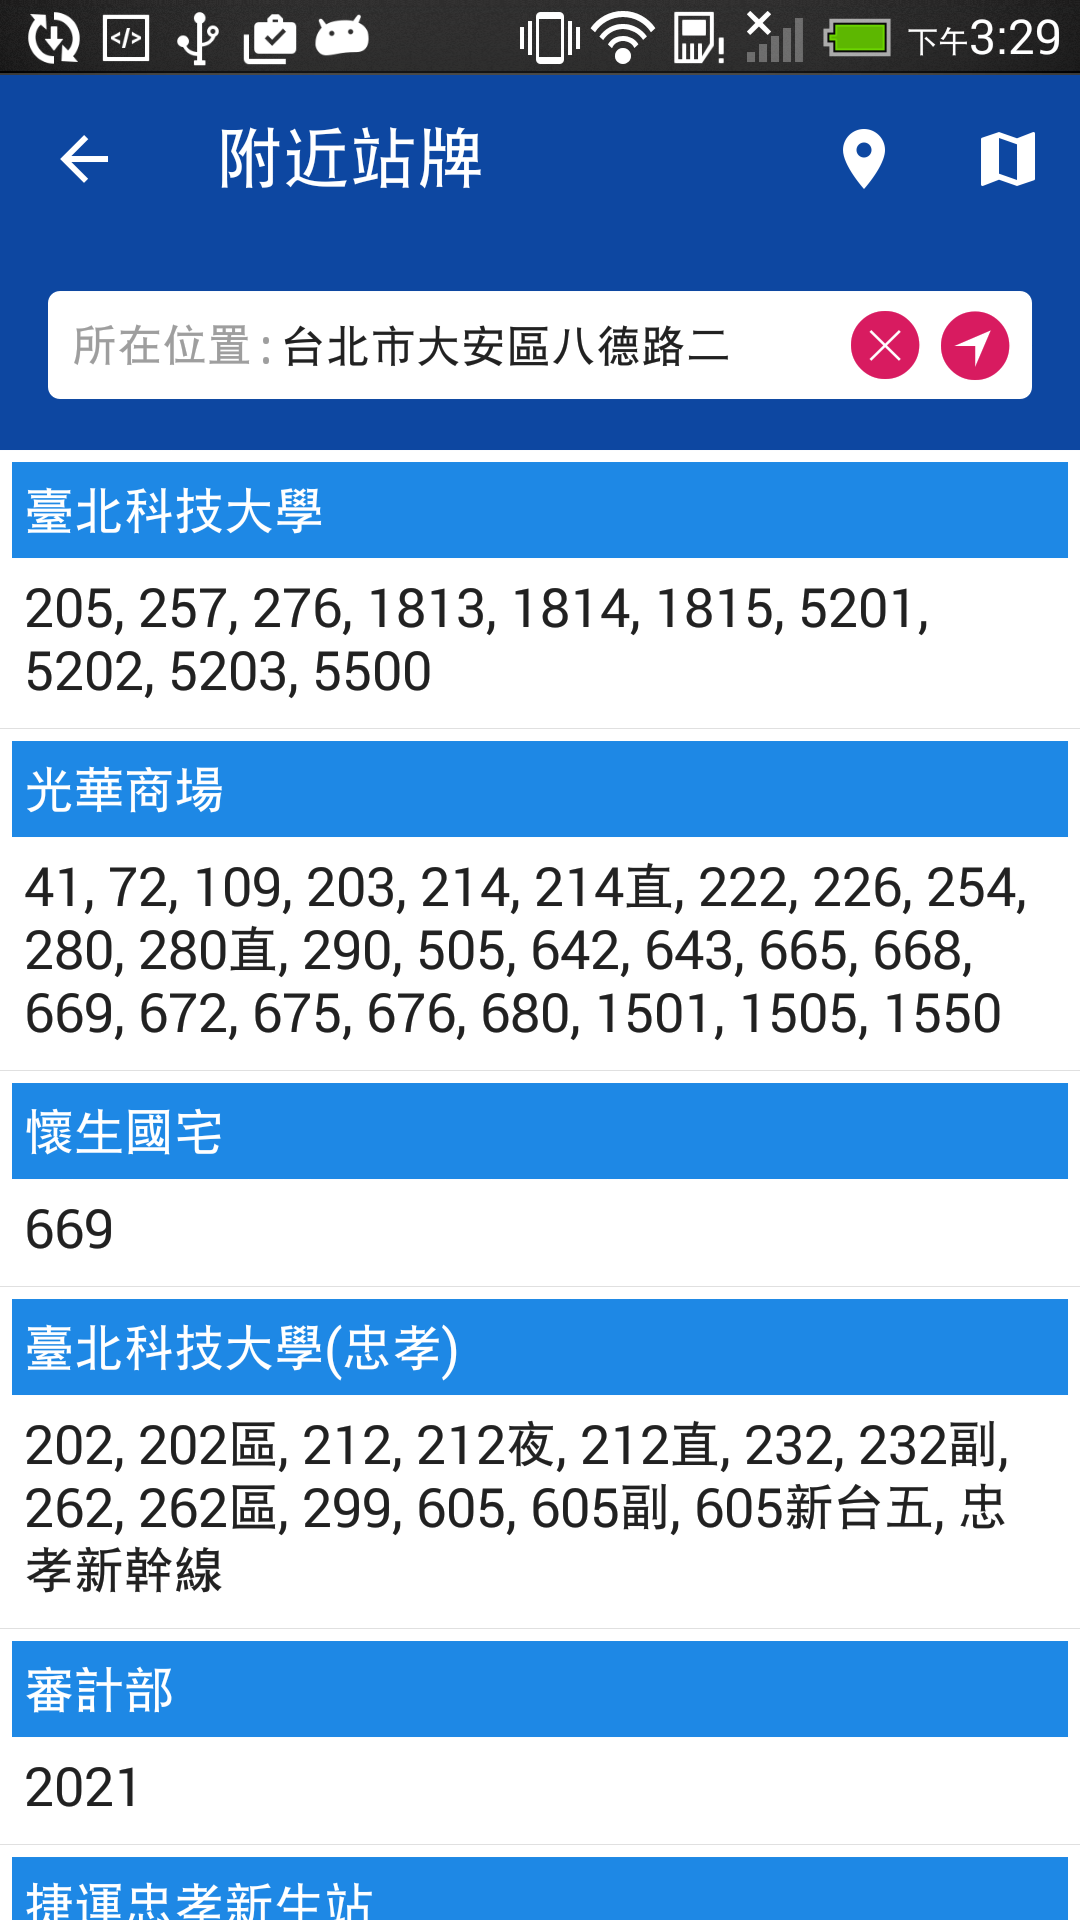 下午3:29
附近站牌
所在位置:台北市大安區八德路二
臺北科技大學
205, 257, 276, 1813, 1814, 1815, 5201,
5202, 5203, 5500
光華商場
41, 72, 109, 203, 214, 214直, 222, 226, 254,
280, 280直, 290, 505, 642, 643, 665, 668,
669, 672, 675, 676, 680, 1501, 1505, 1550
懷生國宅
669
臺北科技大學(忠孝)
202, 202區, 212, 212夜, 212直, 232, 232副,
262, 262區, 299, 605, 605副, 605新台五, 忠
孝新幹線
審計部
2021
捷運忠孝新生站